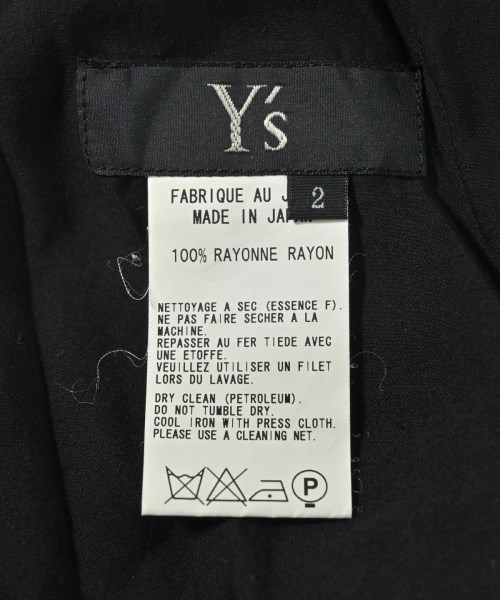 Y's
2
FABRIQUE AU J
MADE IN JAPAN
100% RAYONNE RAYON
NETTOYAGE A SEC (ESSENCE F).
NE PAS FAIRE SECHER A LA
MACHINE.
REPASSER AU FER TIEDE AVEC
UNE ETOFFE.
VEUILLEZ UTILISER UN FILET
LORS DU LAVAGE.
DRY CLEAN (PETROLEUM).
DO NOT TUMBLE DRY.
COOL IRON WITH PRESS CLOTH.
PLEASE USE A CLEANING NET.
P